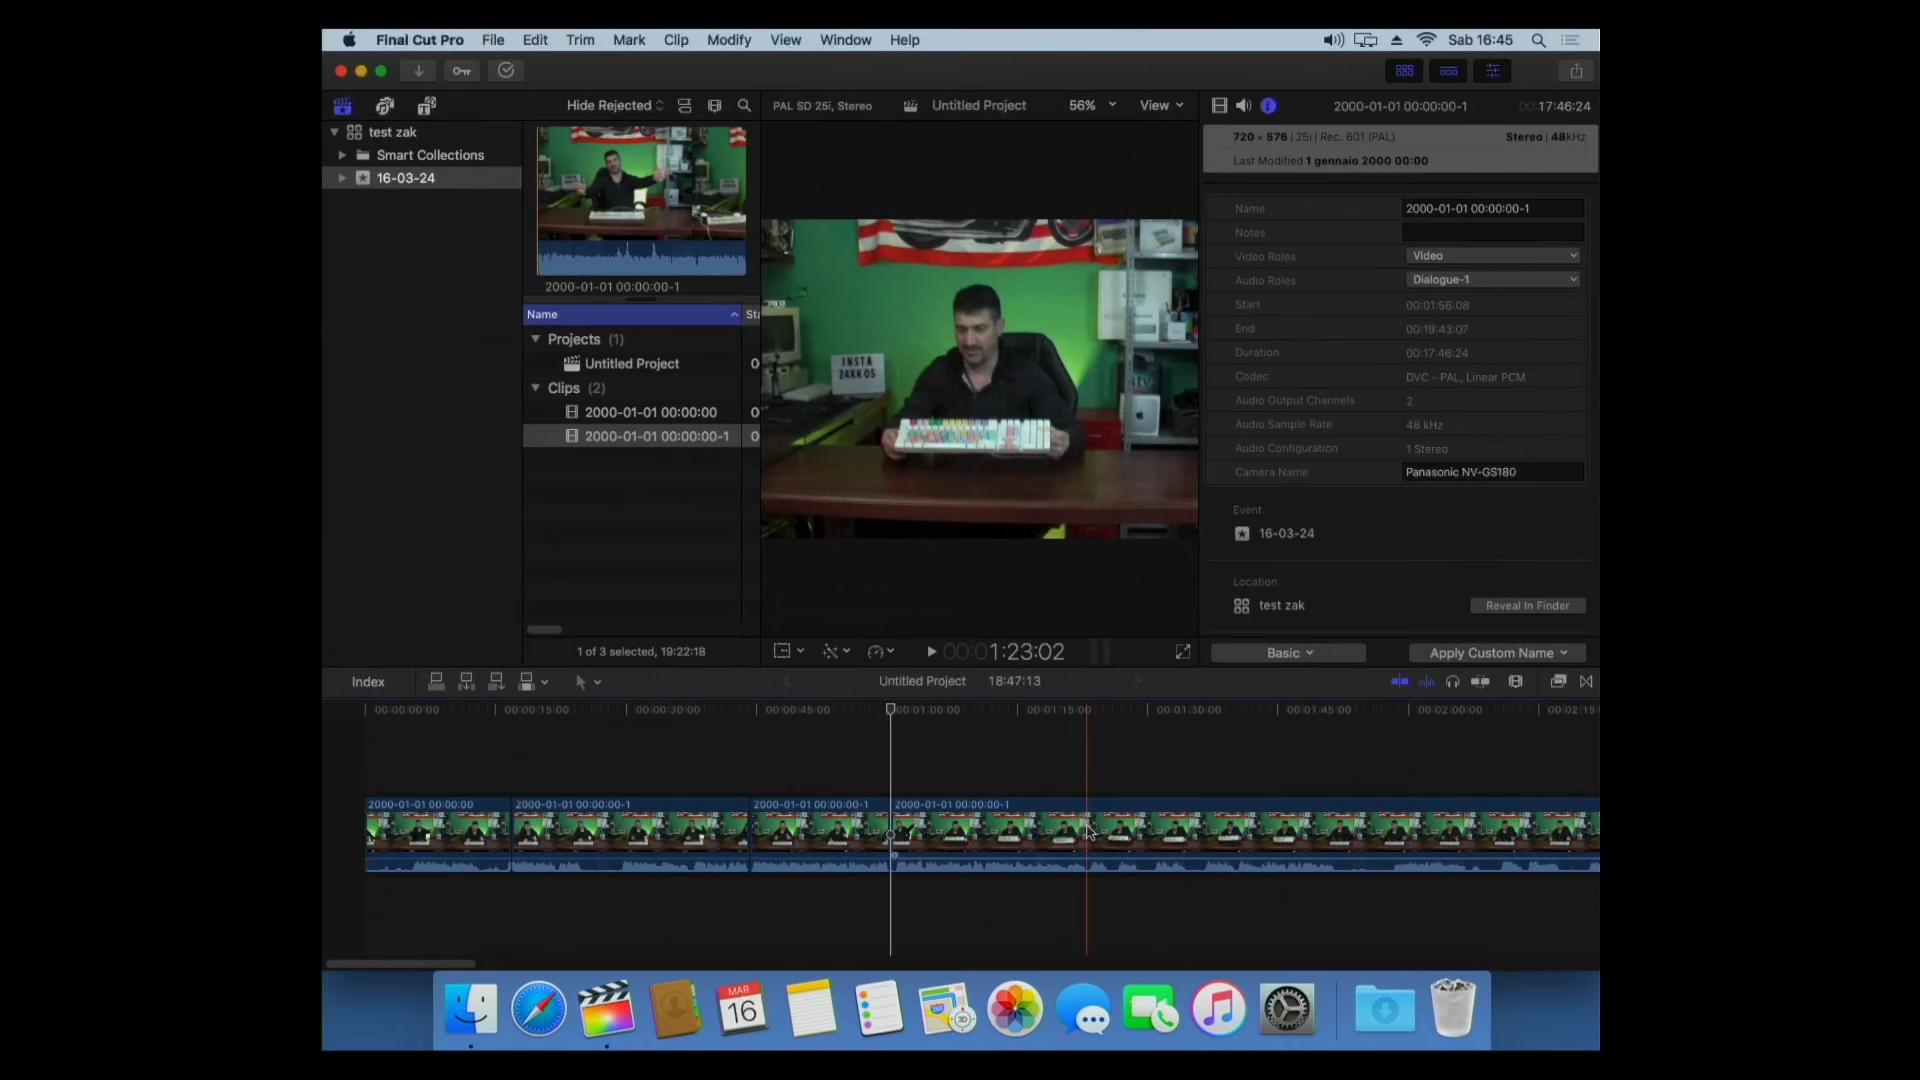 Final Cut Pro File Edit Trim Mark Clip Modify View Window Help Sab 16:45
Hide Rejected PAL SD 25i, Stereo Untitled Project 56% View 2000-01-01 00:00:00-1 00:17:46:24
test zak
Smart Collections
16-03-24
2000-01-01 00:00:00-1
Name
Projects (1)
Untitled Project
Clips (2)
2000-01-01 00:00:00
2000-01-01 00:00:00-1
1 of 3 selected, 19:22:18
INSTA
Z4KK05
00:01:23:02
720 × 576 | 25i | Rec. 601 (PAL) Stereo | 48kHz
Last Modified 1 gennaio 2000 00:00
Name 2000-01-01 00:00:00-1
Notes
Video Roles Video
Audio Roles Dialogue-1
Start 00:01:56:08
End 00:19:43:07
Duration 00:17:46:24
Codec DVC - PAL, Linear PCM
Audio Output Channels 2
Audio Sample Rate 48 kHz
Audio Configuration 1 Stereo
Camera Name Panasonic NV-GS180
Event
16-03-24
Location
test zak Reveal In Finder
Basic Apply Custom Name
Index Untitled Project 18:47:13
00:00:00:00 00:00:15:00 00:00:30:00 00:00:45:00 00:01:00:00 00:01:15:00 00:01:30:00 00:01:45:00 00:02:00:00 00:02:15:
2000-01-01 00:00:00 2000-01-01 00:00:00-1 2000-01-01 00:00:00-1 2000-01-01 00:00:00-1
MAR
16
3D